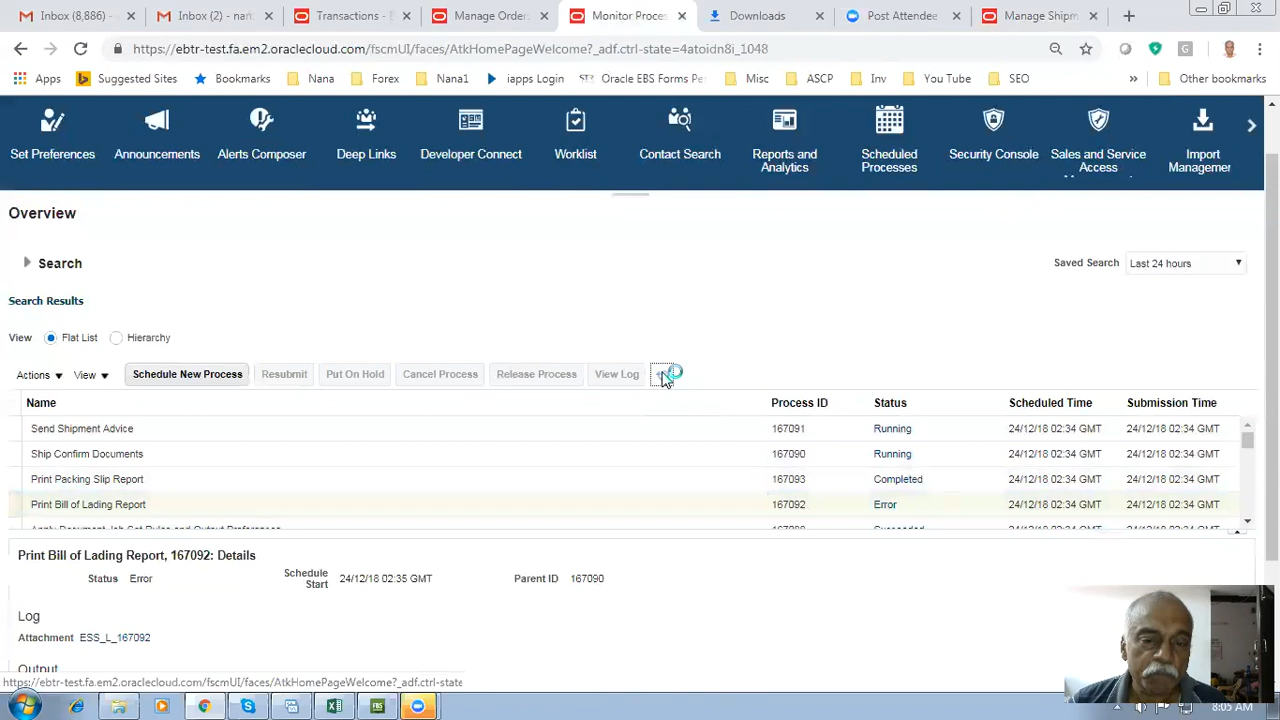 Inbox (8,886) -
Inbox (2) - nan
Transactions - E
Manage Orders
Monitor Proces
Downloads
Post Attendee
Manage Shipm
https://ebtr-test.fa.em2.oraclecloud.com/fscmUI/faces/AtkHomePageWelcome?_adf.ctrl-state=4atoidn8i_1048
Apps
Suggested Sites
Bookmarks
Nana
Forex
Nana1
iapps Login
Oracle EBS Forms Pe
Misc
ASCP
Inv
You Tube
SEO
Other bookmarks
Set Preferences
Announcements
Alerts Composer
Deep Links
Developer Connect
Worklist
Contact Search
Reports and Analytics
Scheduled Processes
Security Console
Sales and Service Access
Import Managemer
Overview
Search
Saved Search Last 24 hours
Search Results
View Flat List Hierarchy
Actions View Schedule New Process Resubmit Put On Hold Cancel Process Release Process View Log
Name Process ID Status Scheduled Time Submission Time
Send Shipment Advice 167091 Running 24/12/18 02:34 GMT 24/12/18 02:34 GMT
Ship Confirm Documents 167090 Running 24/12/18 02:34 GMT 24/12/18 02:34 GMT
Print Packing Slip Report 167093 Completed 24/12/18 02:34 GMT 24/12/18 02:34 GMT
Print Bill of Lading Report 167092 Error 24/12/18 02:34 GMT 24/12/18 02:34 GMT
Print Bill of Lading Report, 167092: Details
Status Error Schedule Start 24/12/18 02:35 GMT Parent ID 167090
Log
Attachment ESS_L_167092
Output
https://ebtr-test.fa.em2.oraclecloud.com/fscmUI/faces/AtkHomePageWelcome?_adf.ctrl-state
8:05 AM